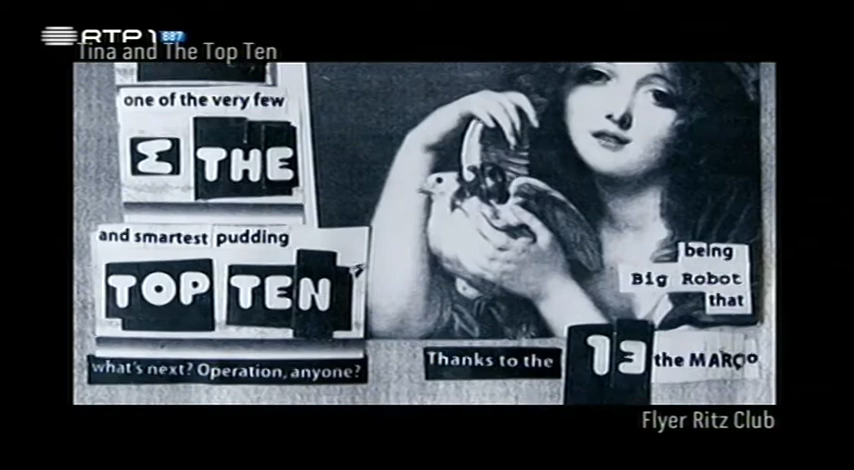 RTP 1 887
Tina and The Top Ten
one of the very few
Σ THE
and smartest pudding
TOP TEN
what's next? Operation, anyone?
being
Big Robot
that
Thanks to the
13 the MARÇO
Flyer Ritz Club